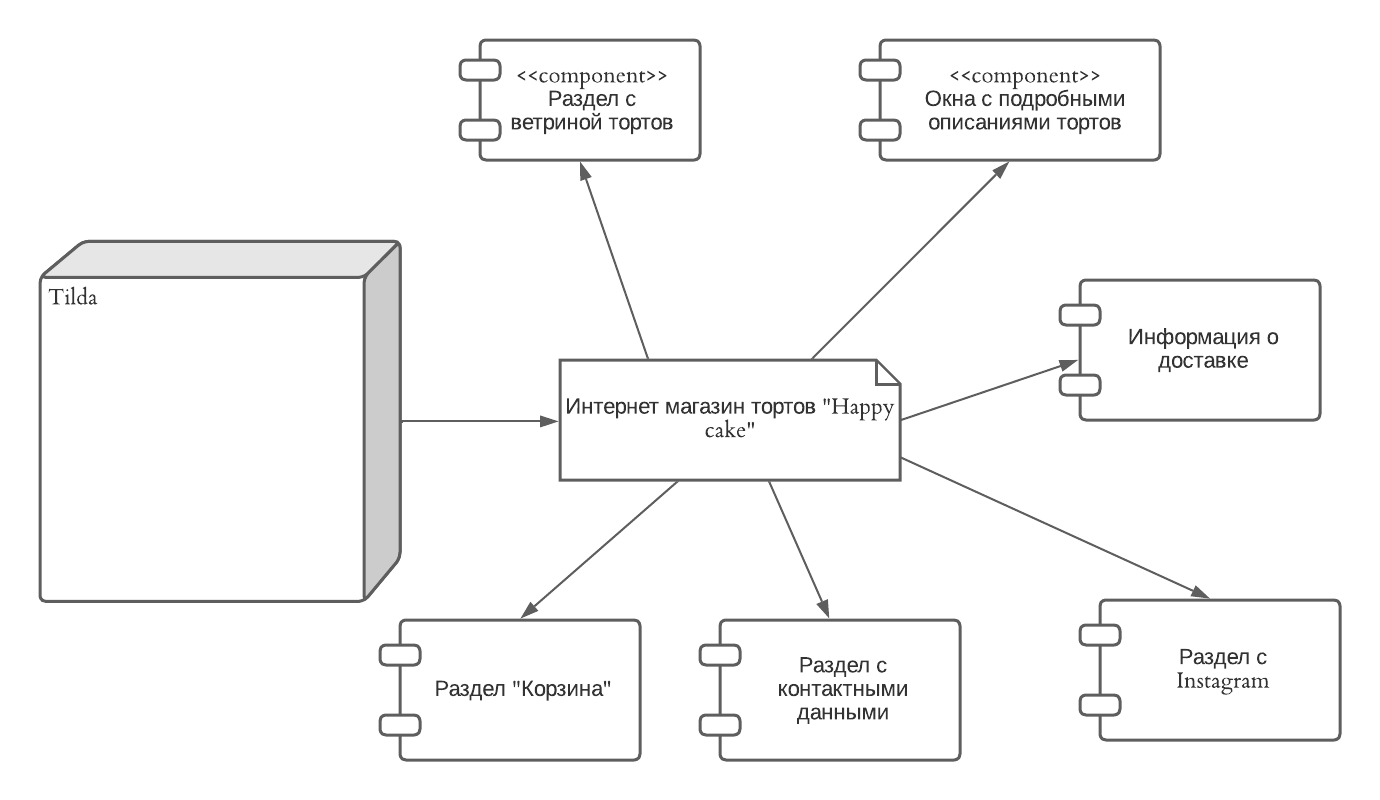 <<component>>
Раздел с
ветриной тортов
<<component>>
Окна с подробными
описаниями тортов
Tilda
Информация о
доставке
Интернет магазин тортов "Happy
cake"
Раздел "Корзина"
Раздел с
контактными
данными
Раздел с
Instagram